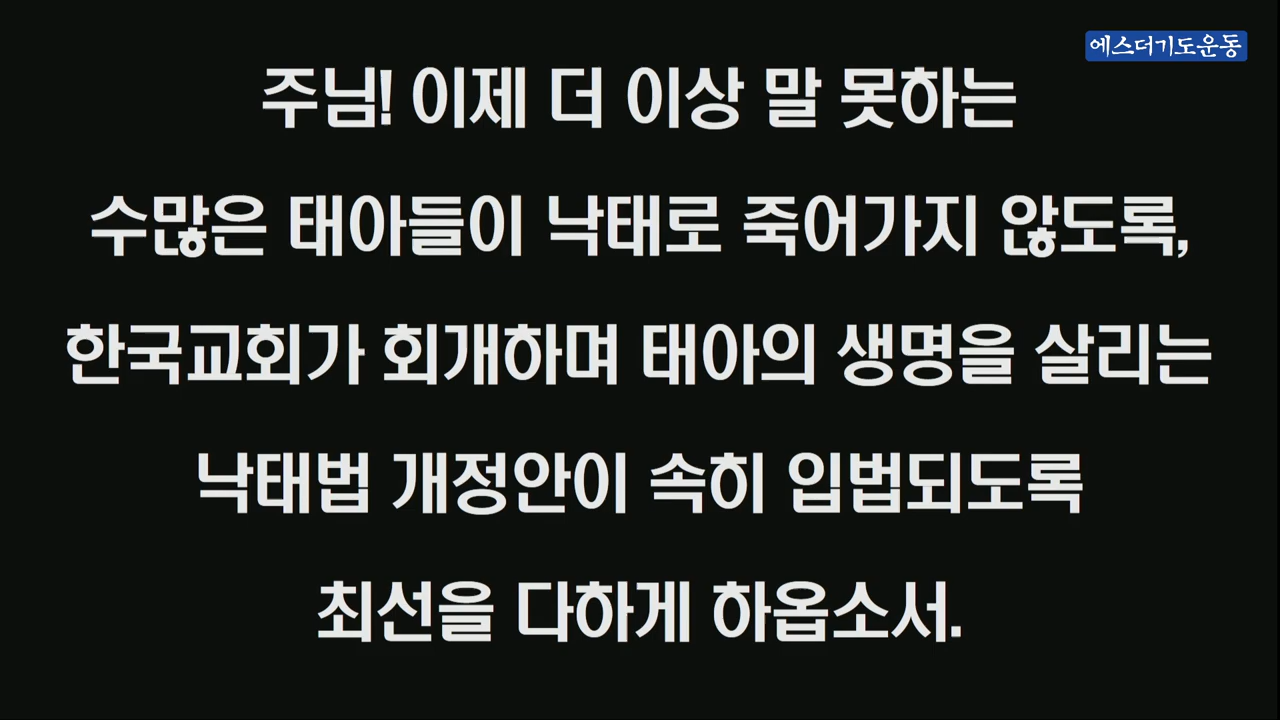 에스더기도운동
주님! 이제 더 이상 말 못하는
수많은 태아들이 낙태로 죽어가지 않도록,
한국교회가 회개하며 태아의 생명을 살리는
낙태법 개정안이 속히 입법되도록
최선을 다하게 하옵소서.